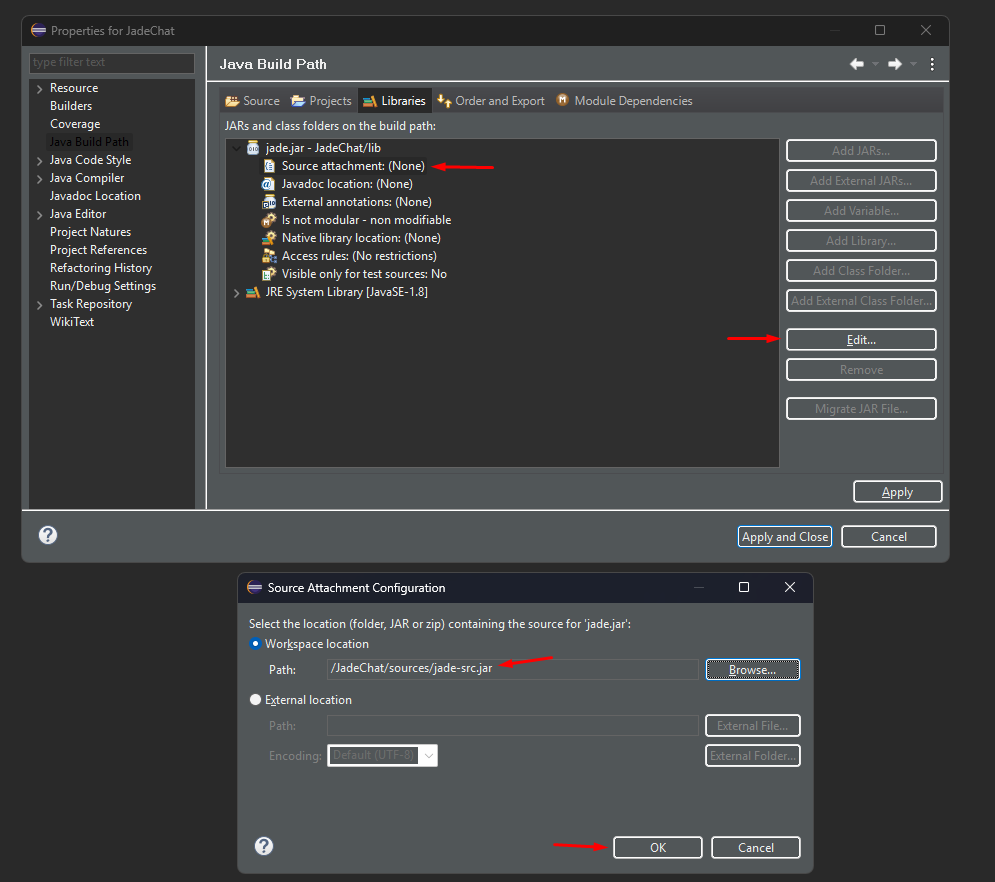 Properties for JadeChat
type filter text
Resource
Builders
Coverage
Java Build Path
Java Code Style
Java Compiler
Javadoc Location
Java Editor
Project Natures
Project References
Refactoring History
Run/Debug Settings
Task Repository
WikiText
Java Build Path
Source Projects Libraries Order and Export Module Dependencies
JARs and class folders on the build path:
jade.jar - JadeChat/lib
Source attachment: (None)
Javadoc location: (None)
External annotations: (None)
Is not modular - non modifiable
Native library location: (None)
Access rules: (No restrictions)
Visible only for test sources: No
JRE System Library [JavaSE-1.8]
Add JARs...
Add External JARs...
Add Variable...
Add Library...
Add Class Folder...
Add External Class Folder...
Edit...
Remove
Migrate JAR File...
Apply
Apply and Close Cancel
Source Attachment Configuration
Select the location (folder, JAR or zip) containing the source for 'jade.jar':
Workspace location
Path: /JadeChat/sources/jade-src.jar Browse...
External location
Path: External File...
Encoding: Default (UTF-8) External Folder...
OK Cancel